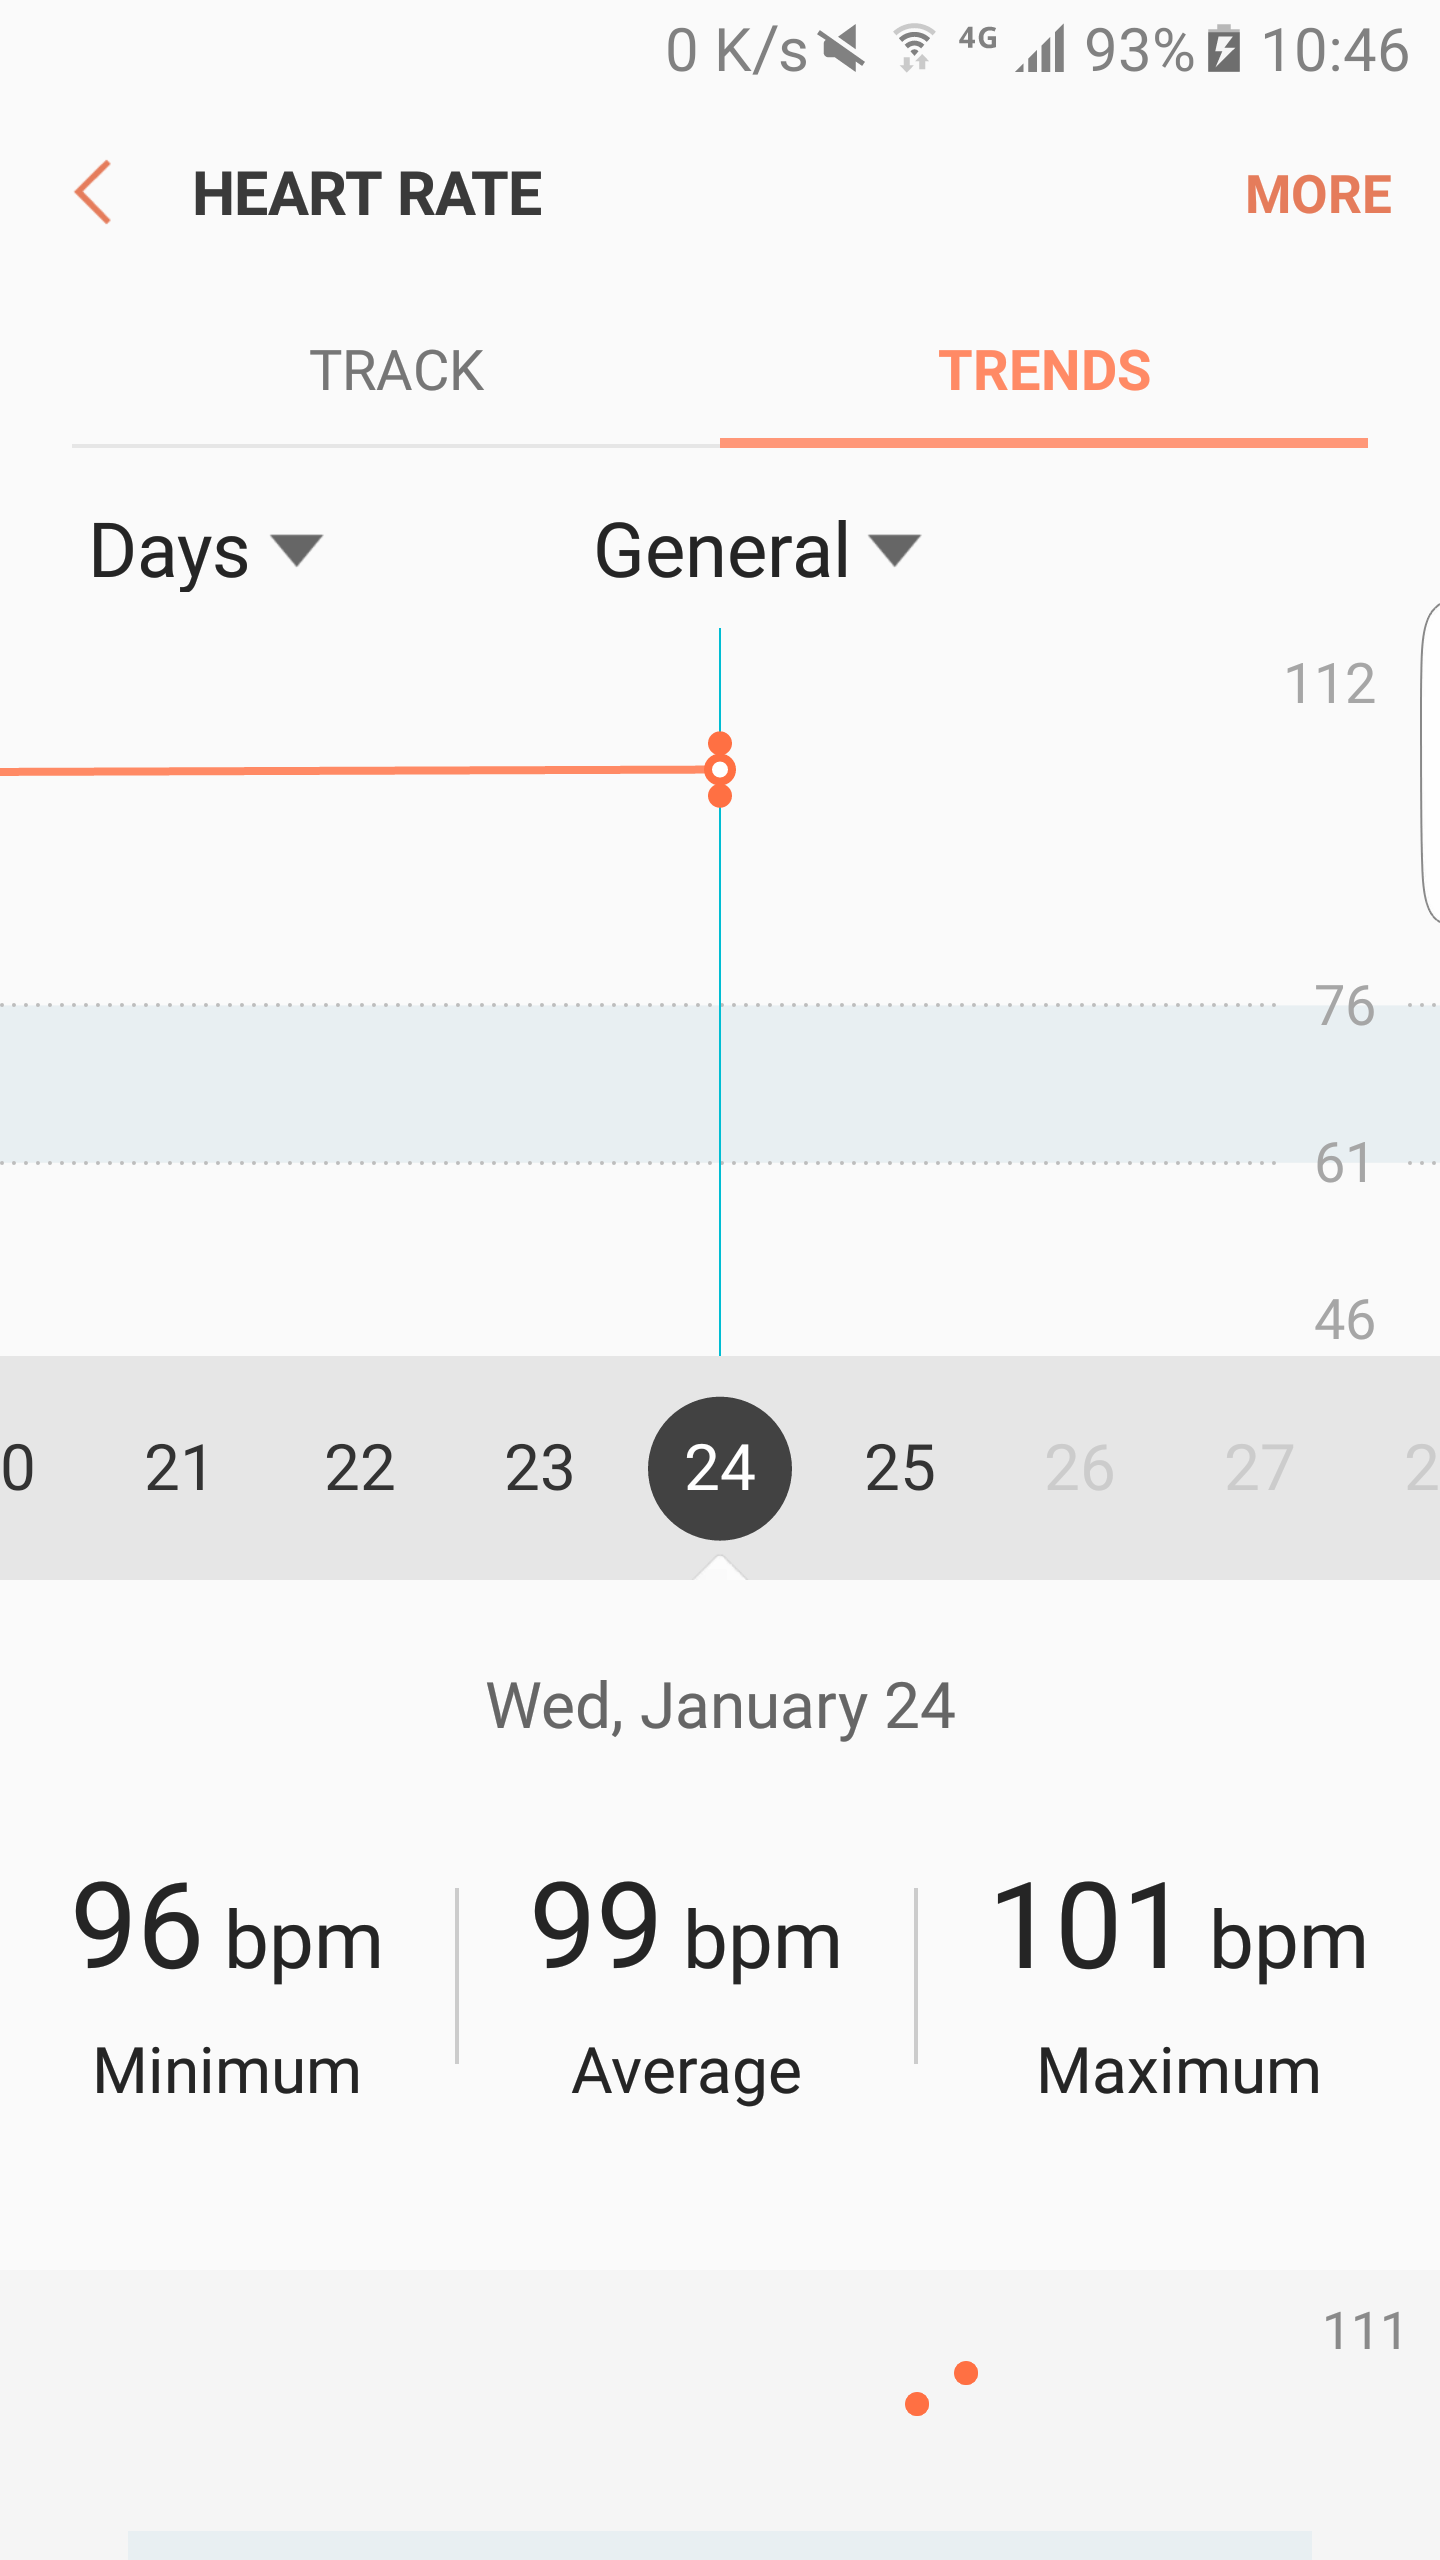 0 K/s 4G 93% 10:46
HEART RATE MORE
TRACK TRENDS
Days General
112
76
61
46
0 21 22 23 24 25 26 27 2
Wed, January 24
96 bpm 99 bpm 101 bpm
Minimum Average Maximum
111